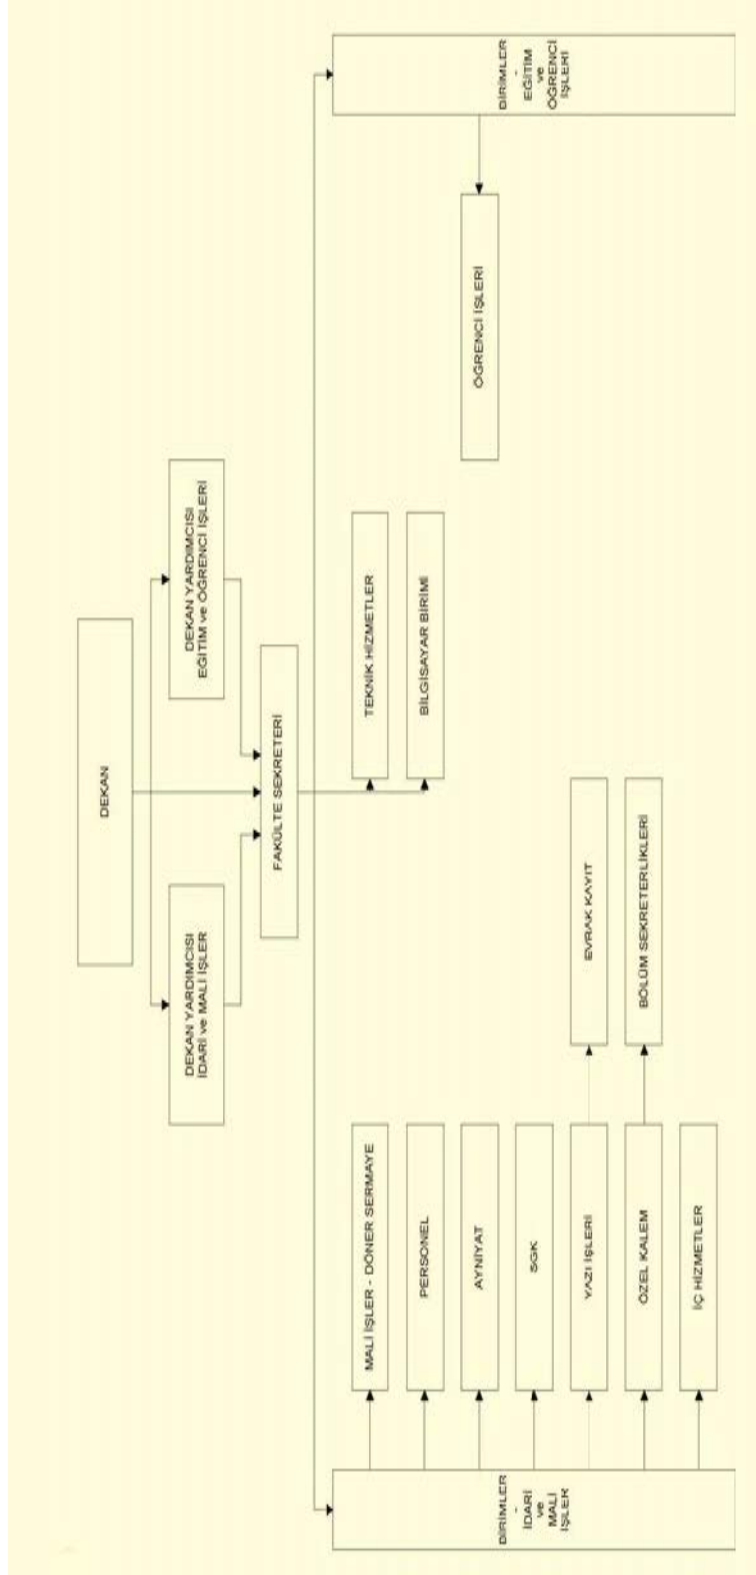 DEKAN
DEKAN YARDIMCISI
İDARİ ve MALİ İŞLER
DEKAN YARDIMCISI
EĞİTİM ve ÖĞRENCİ İŞLERİ
FAKÜLTE SEKRETERİ
DİRİMLER
-
İDARİ
ve
MALİ
İŞLER
MALİ İŞLER - DÖNER SERMAYE
PERSONEL
AYNİYAT
SGK
YAZI İŞLERİ
ÖZEL KALEM
İÇ HİZMETLER
EVRAK KAYIT
BÖLÜM SEKRETERLİKLERİ
TEKNİK HİZMETLER
BİLGİSAYAR BİRİMİ
ÖĞRENCİ İŞLERİ
DİRİMLER
-
EĞİTİM
ve
ÖĞRENCİ
İŞLERİ